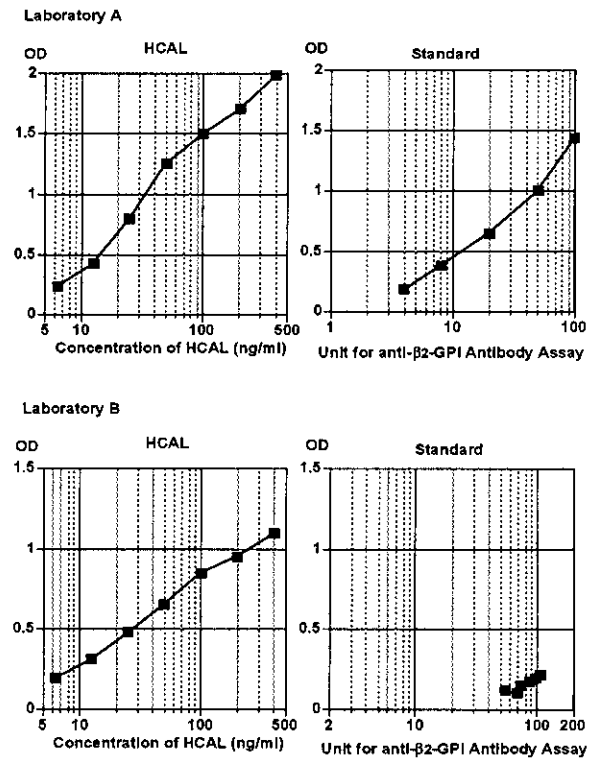 Laboratory A
OD HCAL OD Standard
2 2
1.5 1.5
1 1
0.5 0.5
0 0
5 10 100 500 1 10 100
Concentration of HCAL (ng/ml) Unit for anti-β2-GPI Antibody Assay
Laboratory B
OD HCAL OD Standard
1.5 1.5
1 1
0.5 0.5
0 0
5 10 100 500 2 10 100 200
Concentration of HCAL (ng/ml) Unit for anti-β2-GPI Antibody Assay